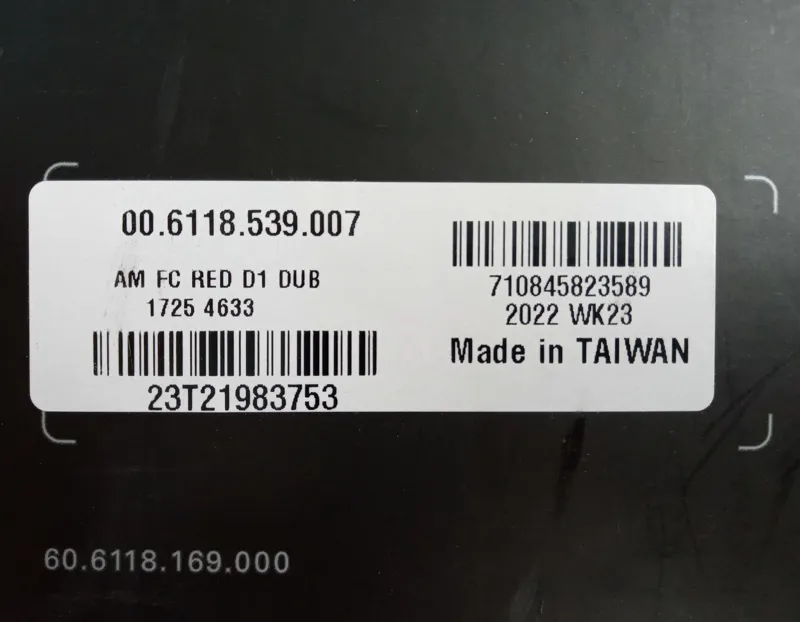 00.6118.539.007
AM FC RED D1 DUB
1725 4633
23T21983753
710845823589
2022 WK23
Made in TAIWAN
60.6118.169.000